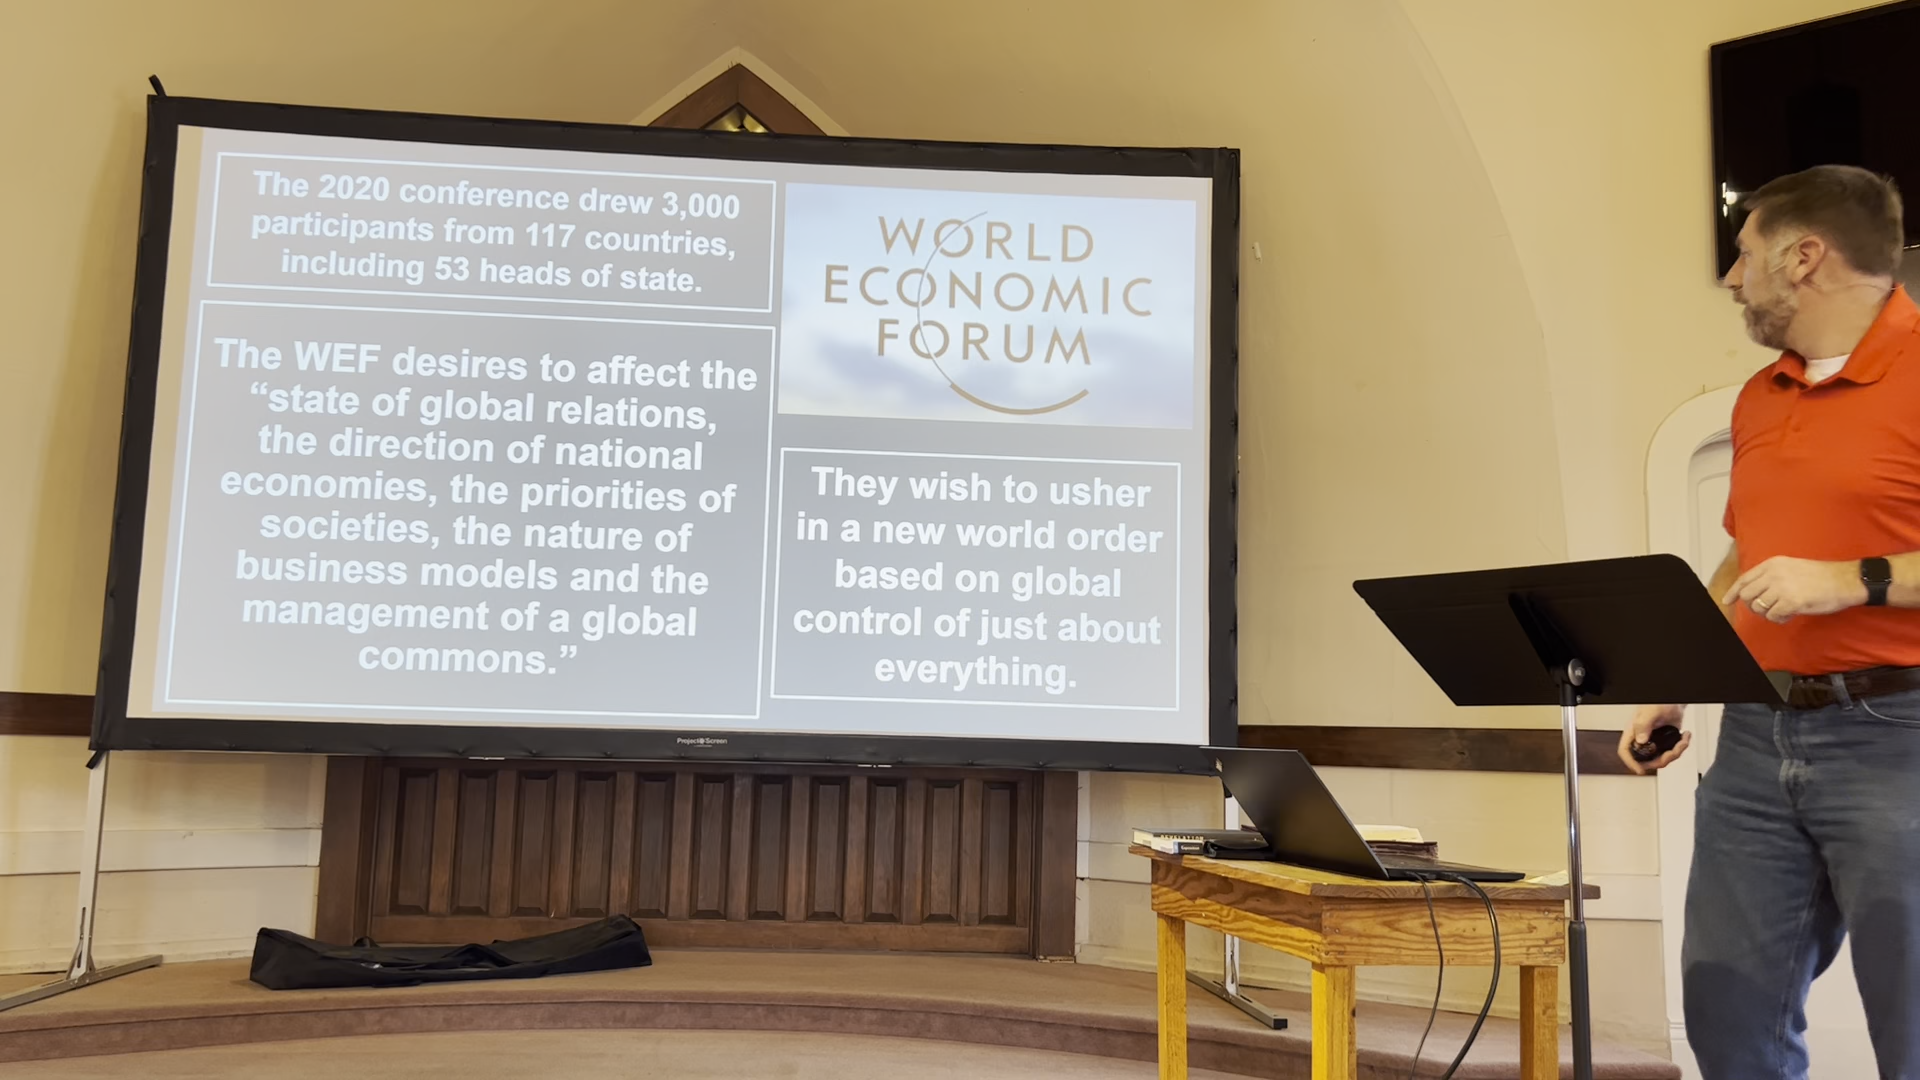 The 2020 conference drew 3,000
participants from 117 countries,
including 53 heads of state.
The WEF desires to affect the
“state of global relations,
the direction of national
economies, the priorities of
societies, the nature of
business models and the
management of a global
commons.”
WORLD
ECONOMIC
FORUM
They wish to usher
in a new world order
based on global
control of just about
everything.
Project Screen
REVELATION